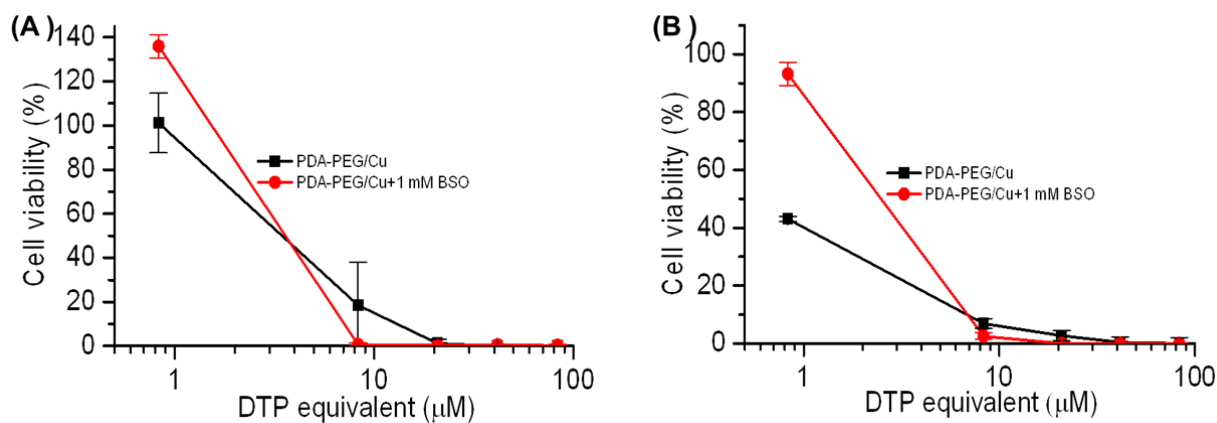 (A )
Cell viability (%)
140
120
100
80
60
40
20
0
PDA-PEG/Cu
PDA-PEG/Cu+1 mM BSO
1
10
100
DTP equivalent (μM)
(B )
Cell viability (%)
100
80
60
40
20
0
PDA-PEG/Cu
PDA-PEG/Cu+1 mM BSO
1
10
100
DTP equivalent (μM)